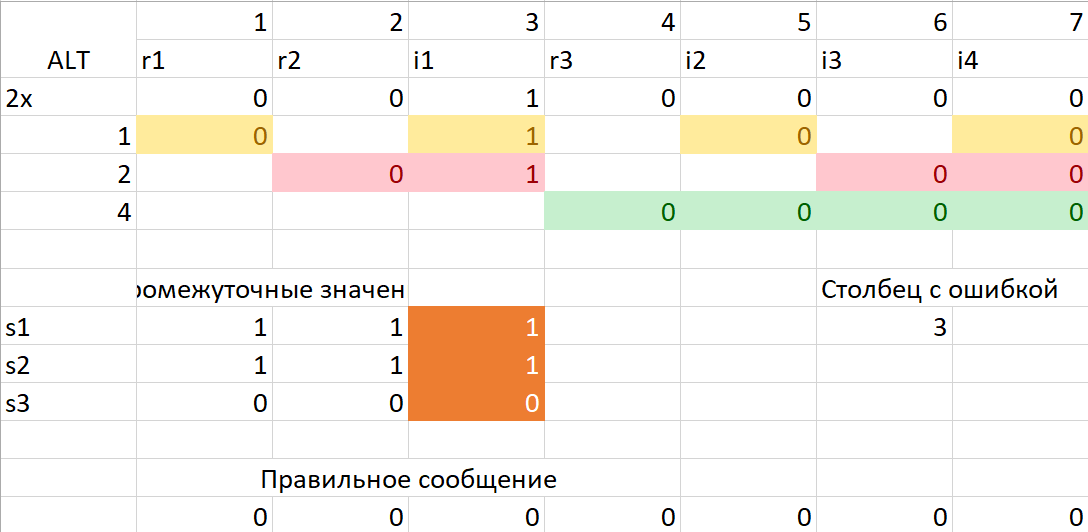 1 2 3 4 5 6 7
ALT r1 r2 i1 r3 i2 i3 i4
2x 0 0 1 0 0 0 0
1 0 1 0 0
2 0 1 0 0
4 0 0 0 0
ромежуточные значен Столбец с ошибкой
s1 1 1 1 3
s2 1 1 1
s3 0 0 0
Правильное сообщение
0 0 0 0 0 0 0